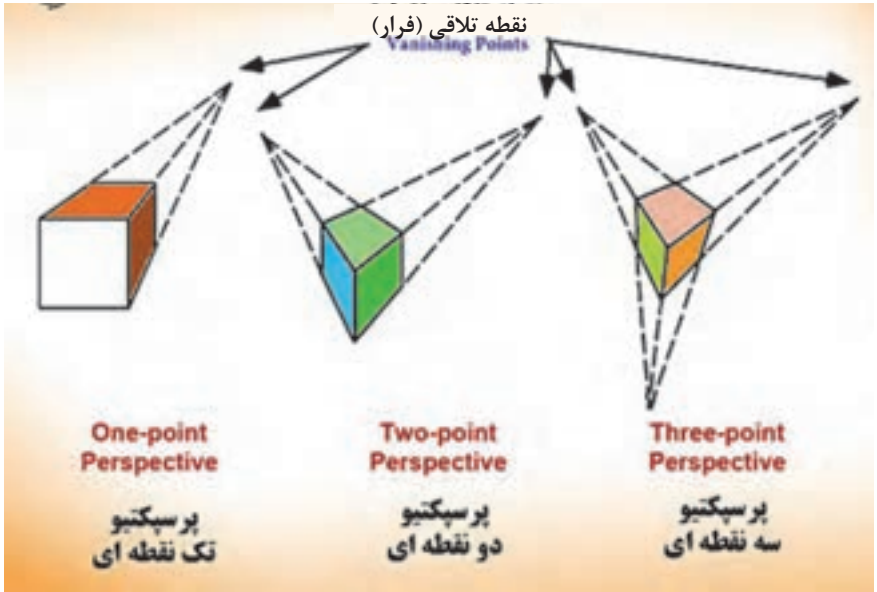 نقطه تلاقی (فرار)
Vanishing Points
One-point
Perspective
پرسپکتیو
تک نقطه ای
Two-point
Perspective
پرسپکتیو
دو نقطه ای
Three-point
Perspective
پرسپکتیو
سه نقطه ای